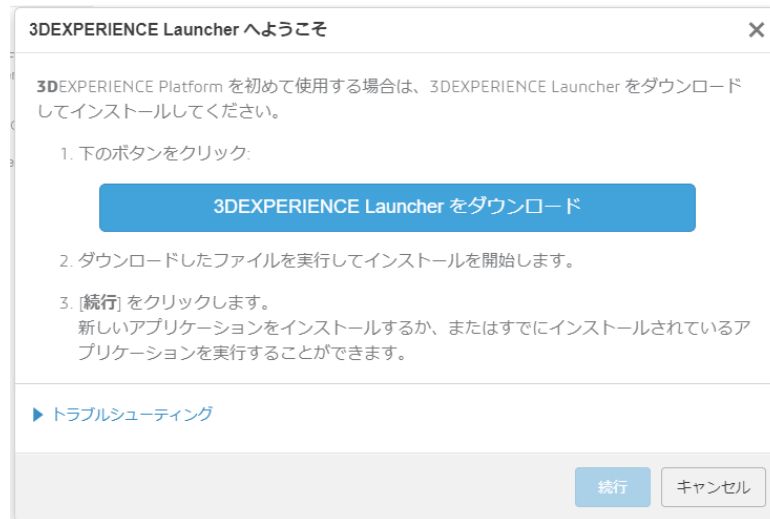 3DEXPERIENCE Launcher へようこそ
3DEXPERIENCE Platform を初めて使用する場合は、3DEXPERIENCE Launcher をダウンロード
してインストールしてください。
1. 下のボタンをクリック:
3DEXPERIENCE Launcher をダウンロード
2. ダウンロードしたファイルを実行してインストールを開始します。
3. [続行] をクリックします。
新しいアプリケーションをインストールするか、またはすでにインストールされているア
プリケーションを実行することができます。
トラブルシューティング
続行
キャンセル